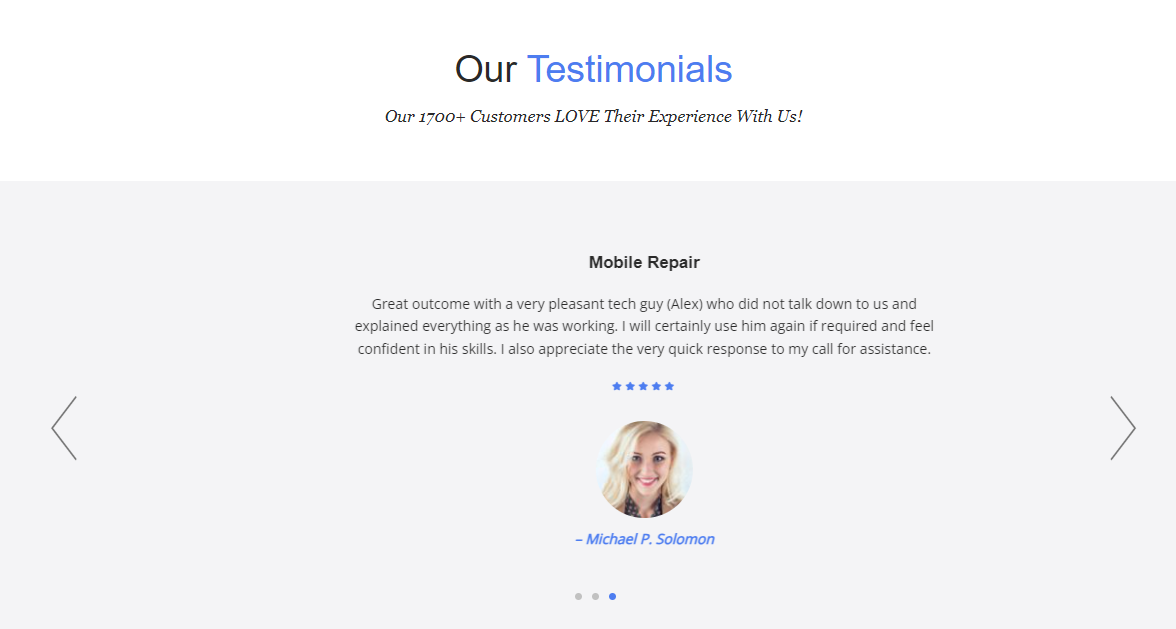 Our Testimonials
Our 1700+ Customers LOVE Their Experience With Us!
Mobile Repair
Great outcome with a very pleasant tech guy (Alex) who did not talk down to us and
explained everything as he was working. I will certainly use him again if required and feel
confident in his skills. I also appreciate the very quick response to my call for assistance.
– Michael P. Solomon